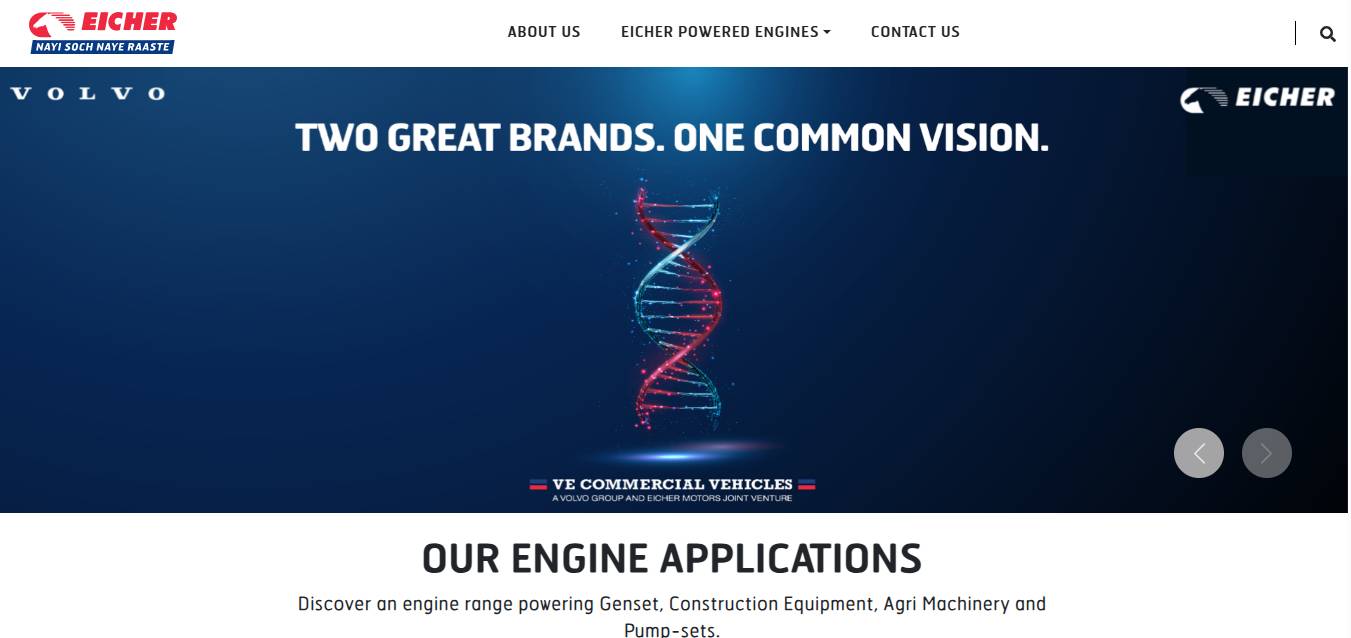 EICHER
NAYI SOCH NAYE RAASTE
ABOUT US
EICHER POWERED ENGINES
CONTACT US
VOLVO
EICHER
TWO GREAT BRANDS. ONE COMMON VISION.
VE COMMERCIAL VEHICLES
A VOLVO GROUP AND EICHER MOTORS JOINT VENTURE
OUR ENGINE APPLICATIONS
Discover an engine range powering Genset, Construction Equipment, Agri Machinery and
Pump-sets.